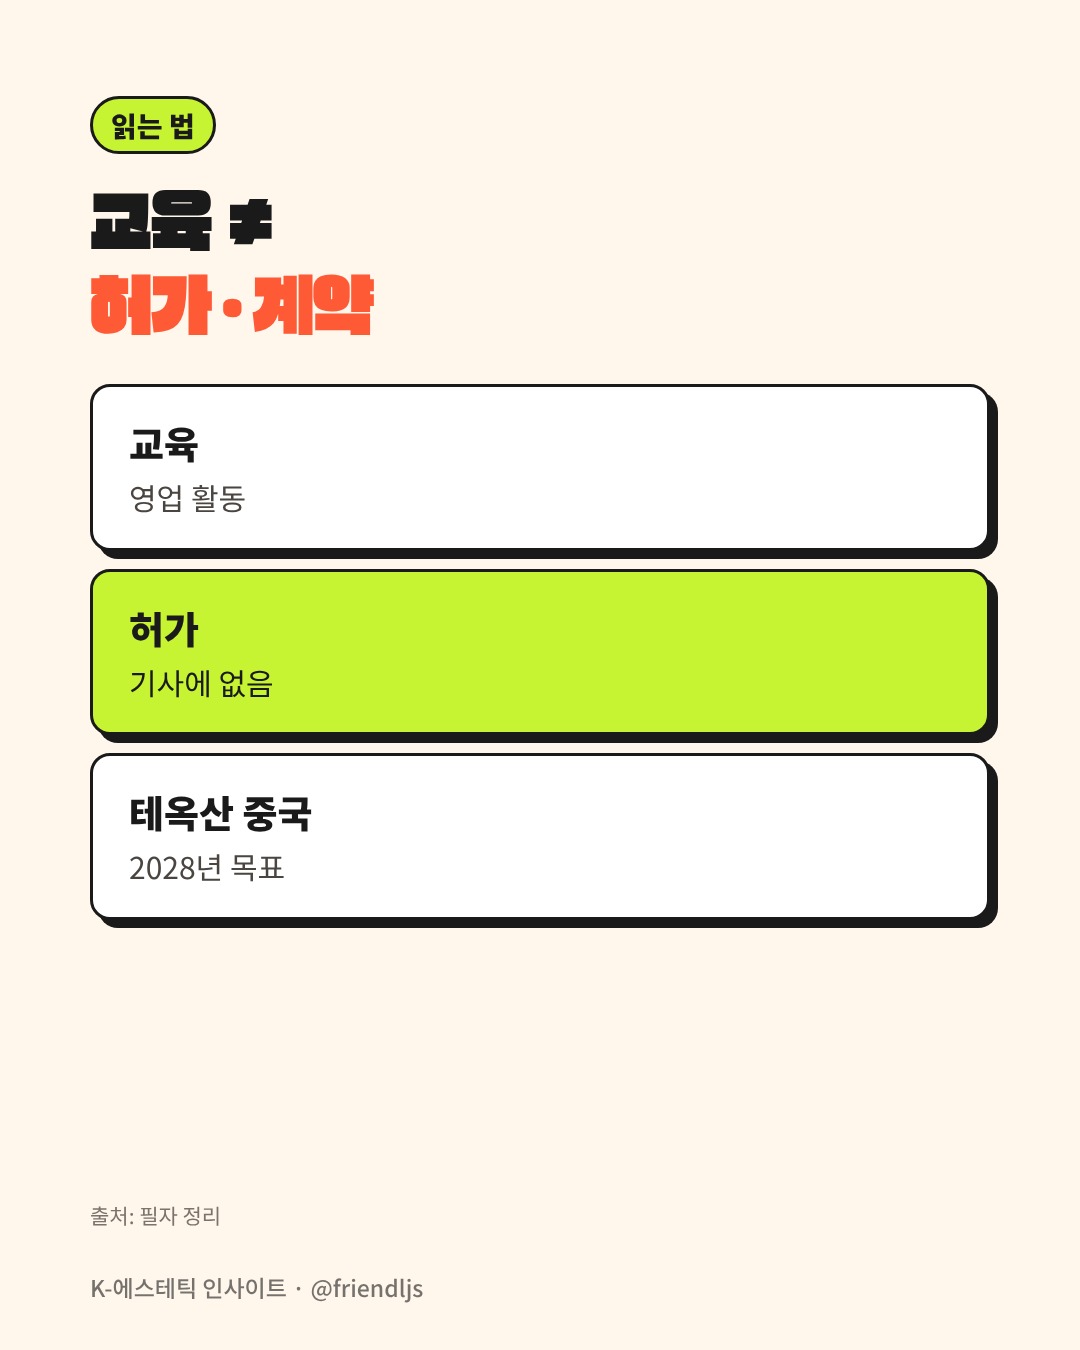 읽는 법
교육 ≠
허가 · 계약
교육
영업 활동
허가
기사에 없음
테옥산 중국
2028년 목표
출처: 필자 정리
K-에스테틱 인사이트 · @friendljs